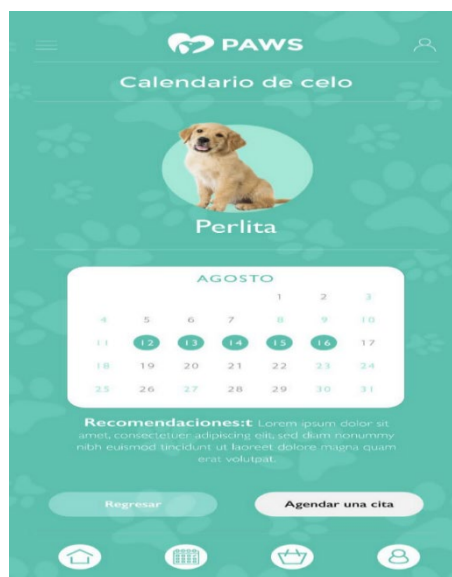 PAWS
Calendario de celo
Perlita
AGOSTO
1 2 3
4 5 6 7 8 9 10
11 12 13 14 15 16 17
18 19 20 21 22 23 24
25 26 27 28 29 30 31
Recomendaciones:t Lorem ipsum dolor sit
amet, consectetuer adipiscing elit, sed diam nonummy
nibh euismod tincidunt ut laoreet dolore magna quam
erat volutpat.
Regresar Agendar una cita